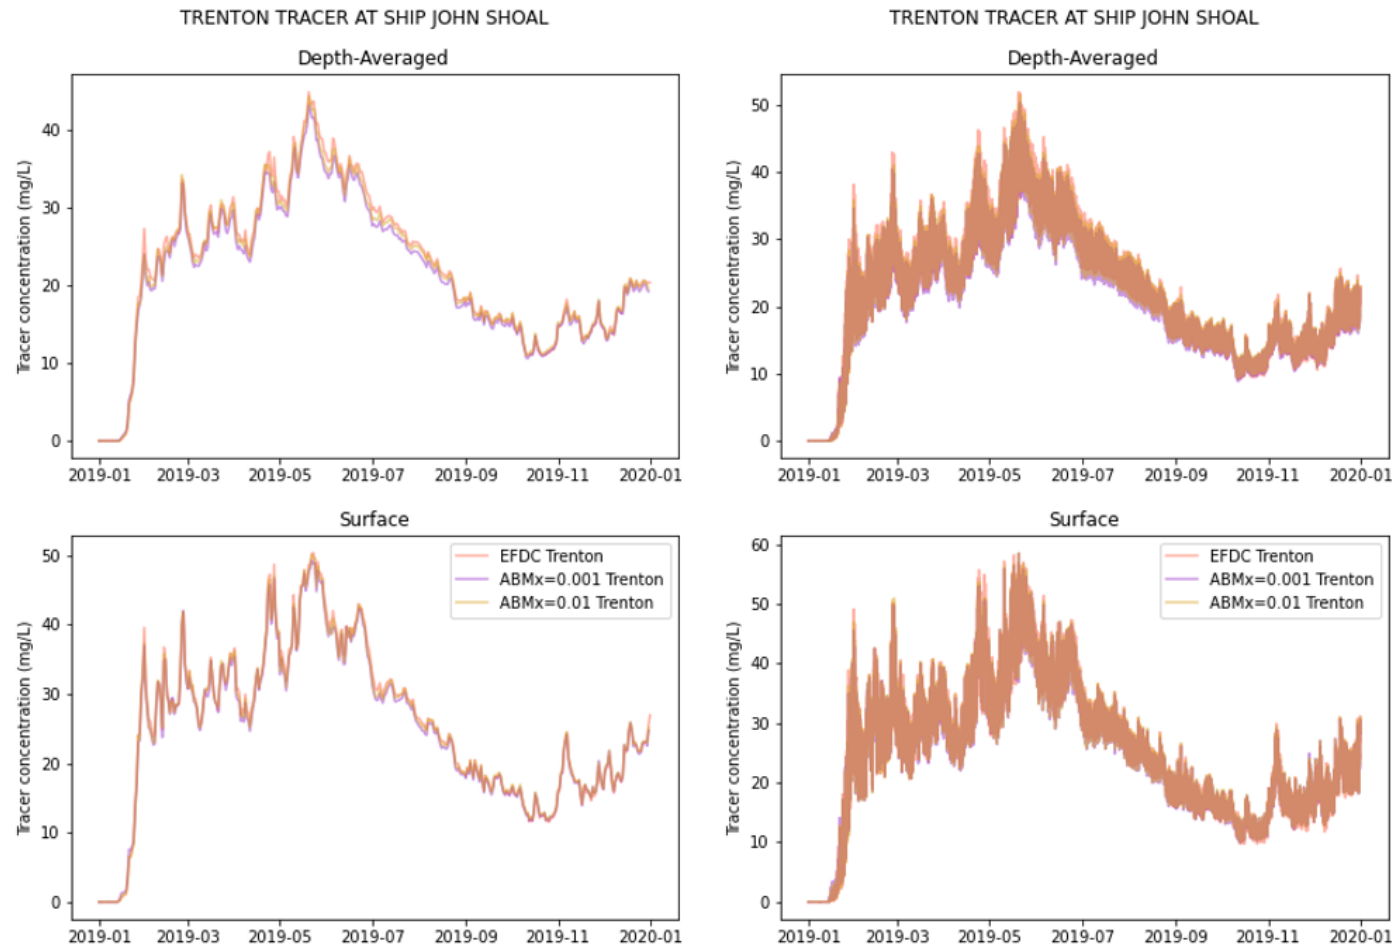 TRENTON TRACER AT SHIP JOHN SHOAL
Depth-Averaged
Tracer concentration (mg/L)
40
30
20
10
0
2019-01 2019-03 2019-05 2019-07 2019-09 2019-11 2020-01
TRENTON TRACER AT SHIP JOHN SHOAL
Depth-Averaged
Tracer concentration (mg/L)
50
40
30
20
10
0
2019-01 2019-03 2019-05 2019-07 2019-09 2019-11 2020-01
Surface
Tracer concentration (mg/L)
50
40
30
20
10
0
EFDC Trenton
ABMx=0.001 Trenton
ABMx=0.01 Trenton
2019-01 2019-03 2019-05 2019-07 2019-09 2019-11 2020-01
Surface
Tracer concentration (mg/L)
60
50
40
30
20
10
0
EFDC Trenton
ABMx=0.001 Trenton
ABMx=0.01 Trenton
2019-01 2019-03 2019-05 2019-07 2019-09 2019-11 2020-01